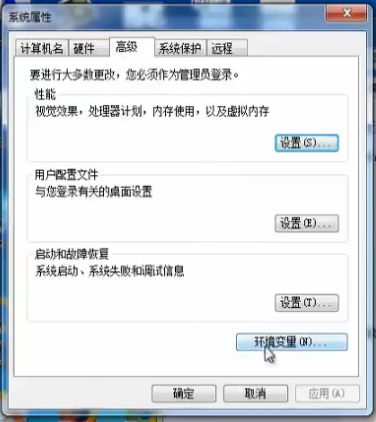 系统属性
计算机名 硬件 高级 系统保护 远程
要进行大多数更改，您必须作为管理员登录。
性能
视觉效果，处理器计划，内存使用，以及虚拟内存
设置(S)...
用户配置文件
与您登录有关的桌面设置
设置(E)...
启动和故障恢复
系统启动、系统失败和调试信息
设置(T)...
环境变量(N)...
确定 取消 应用(A)